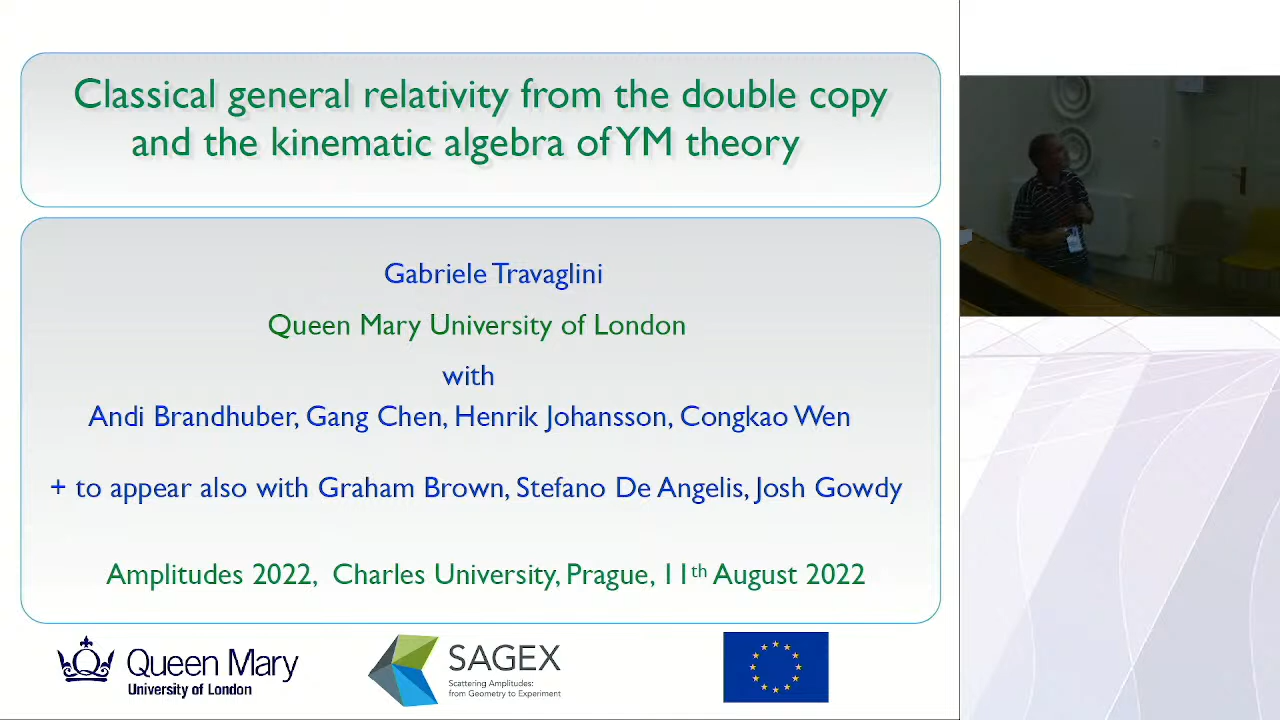 Classical general relativity from the double copy
and the kinematic algebra of YM theory
Gabriele Travaglini
Queen Mary University of London
with
Andi Brandhuber, Gang Chen, Henrik Johansson, Congkao Wen
+ to appear also with Graham Brown, Stefano De Angelis, Josh Gowdy
Amplitudes 2022, Charles University, Prague, 11th August 2022
Queen Mary
University of London
SAGEX
Scattering Amplitudes:
from Geometry to Experiment